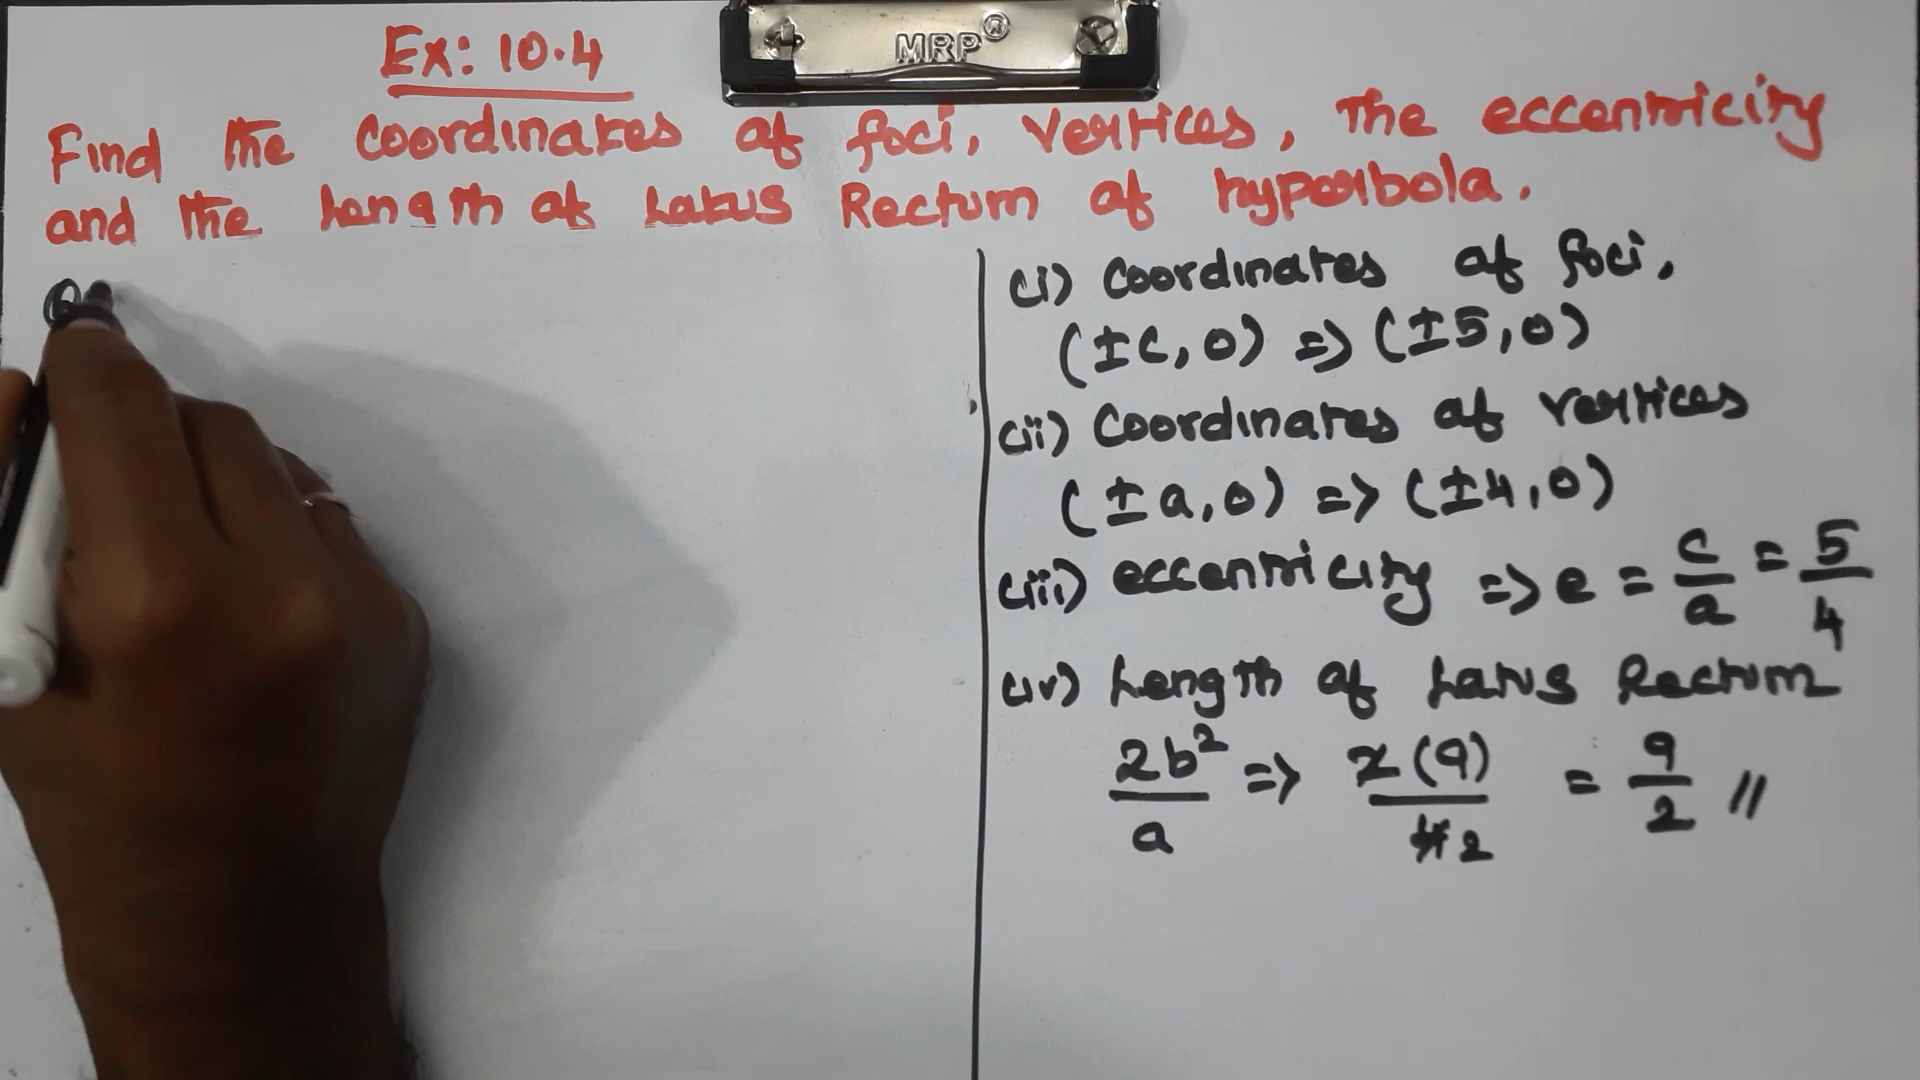 Ex: 10.4
MRP®
Find the coordinates of foci, vertices, The eccentricity
and the length of Latus Rectum of hyperbola.
(i) Coordinates of foci,
(±c, 0) => (±5, 0)
(ii) Coordinates of vertices
(±a, 0) => (±4, 0)
(iii) eccentricity => e = c/a = 5/4
(iv) Length of Latus Rectum
2b²/a => 2(9)/4 2 = 9/2 //